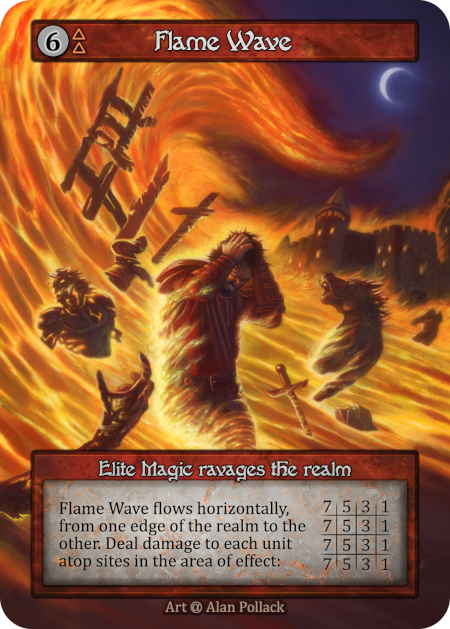 6 Flame Wave
Elite Magic ravages the realm
Flame Wave flows horizontally,
from one edge of the realm to the
other. Deal damage to each unit
atop sites in the area of effect:
7 5 3 1
7 5 3 1
7 5 3 1
7 5 3 1
Art @ Alan Pollack